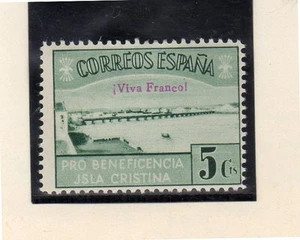 CORREOS ESPAÑA
¡Viva Franco!
PRO BENEFICENCIA
JSLA CRISTINA
5 Cts